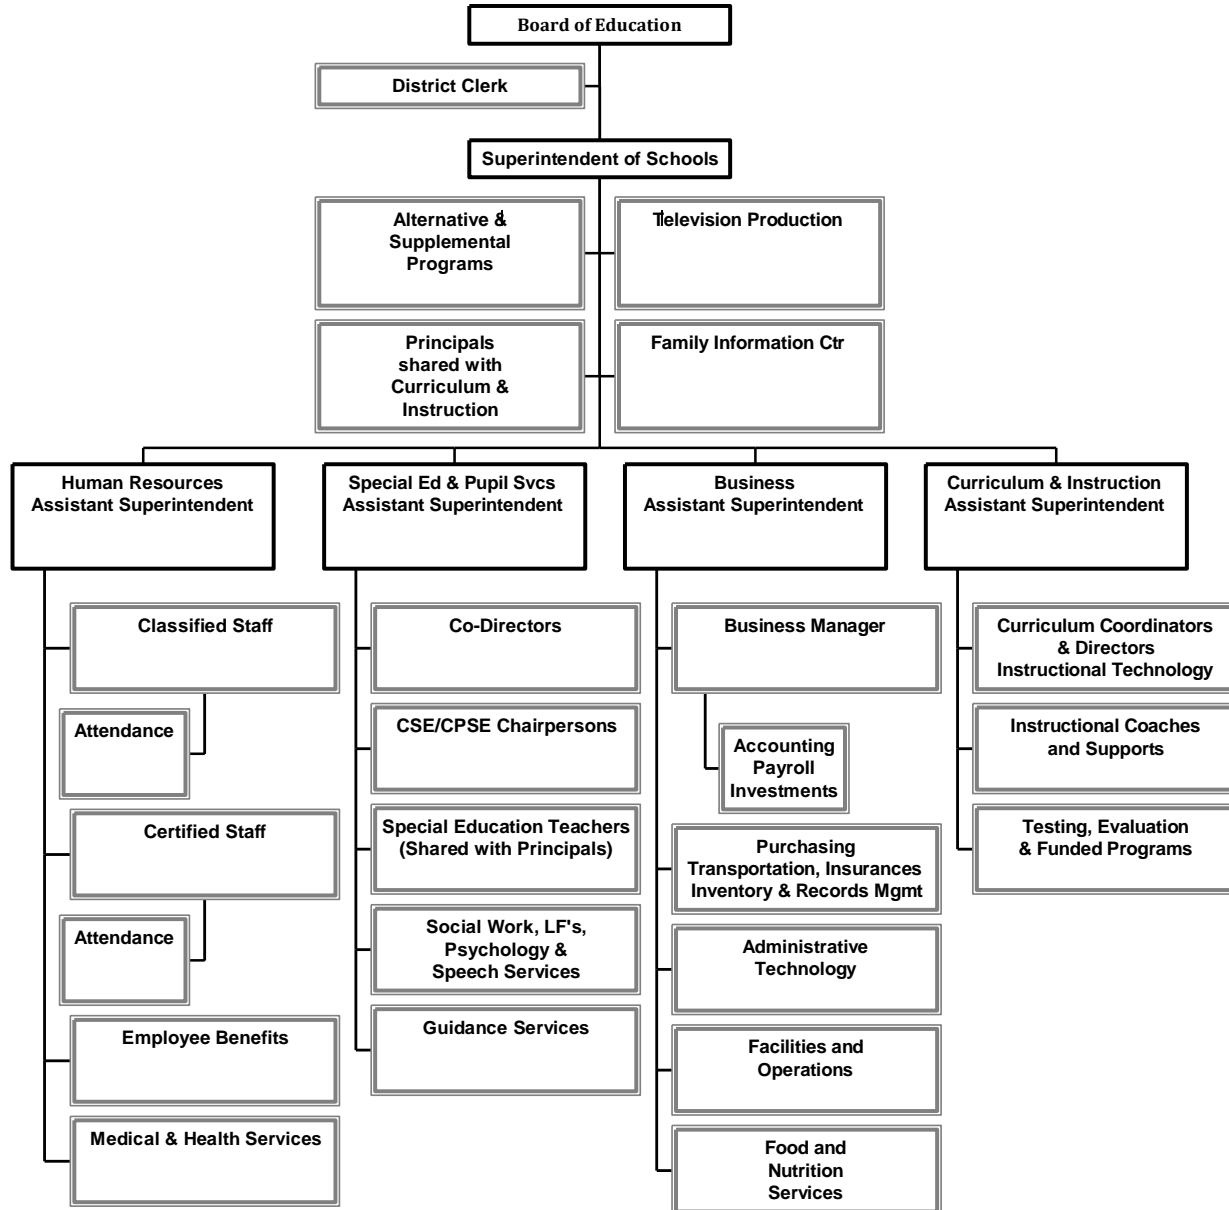 Board of Education
District Clerk
Superintendent of Schools
Alternative &
Supplemental
Programs
Television Production
Principals
shared with
Curriculum &
Instruction
Family Information Ctr
Human Resources
Assistant Superintendent
Special Ed & Pupil Svcs
Assistant Superintendent
Business
Assistant Superintendent
Curriculum & Instruction
Assistant Superintendent
Classified Staff
Attendance
Certified Staff
Attendance
Employee Benefits
Medical & Health Services
Co-Directors
CSE/CPSE Chairpersons
Special Education Teachers
(Shared with Principals)
Social Work, LF's,
Psychology &
Speech Services
Guidance Services
Business Manager
Accounting
Payroll
Investments
Purchasing
Transportation, Insurances
Inventory & Records Mgmt
Administrative
Technology
Facilities and
Operations
Food and
Nutrition
Services
Curriculum Coordinators
& Directors
Instructional Technology
Instructional Coaches
and Supports
Testing, Evaluation
& Funded Programs